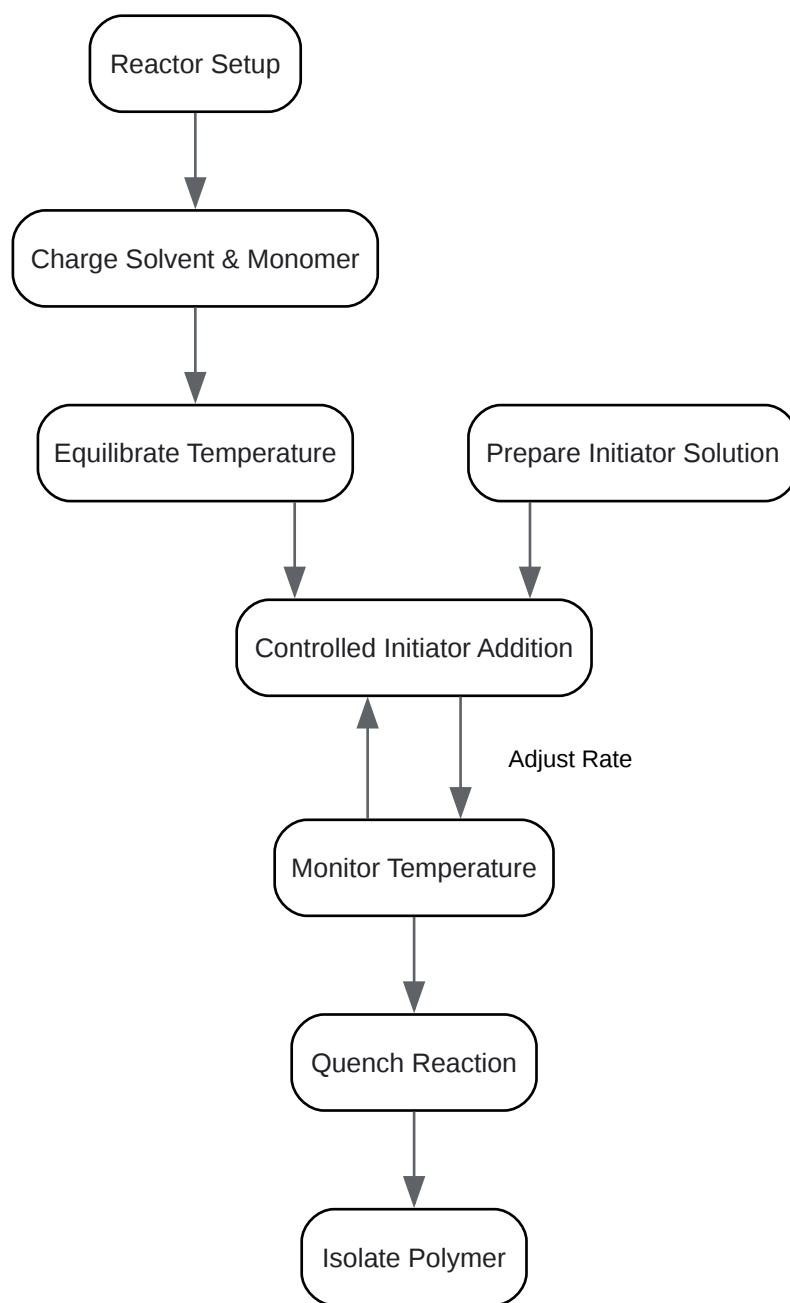 Reactor Setup
Charge Solvent & Monomer
Equilibrate Temperature
Prepare Initiator Solution
Controlled Initiator Addition
Adjust Rate
Monitor Temperature
Quench Reaction
Isolate Polymer